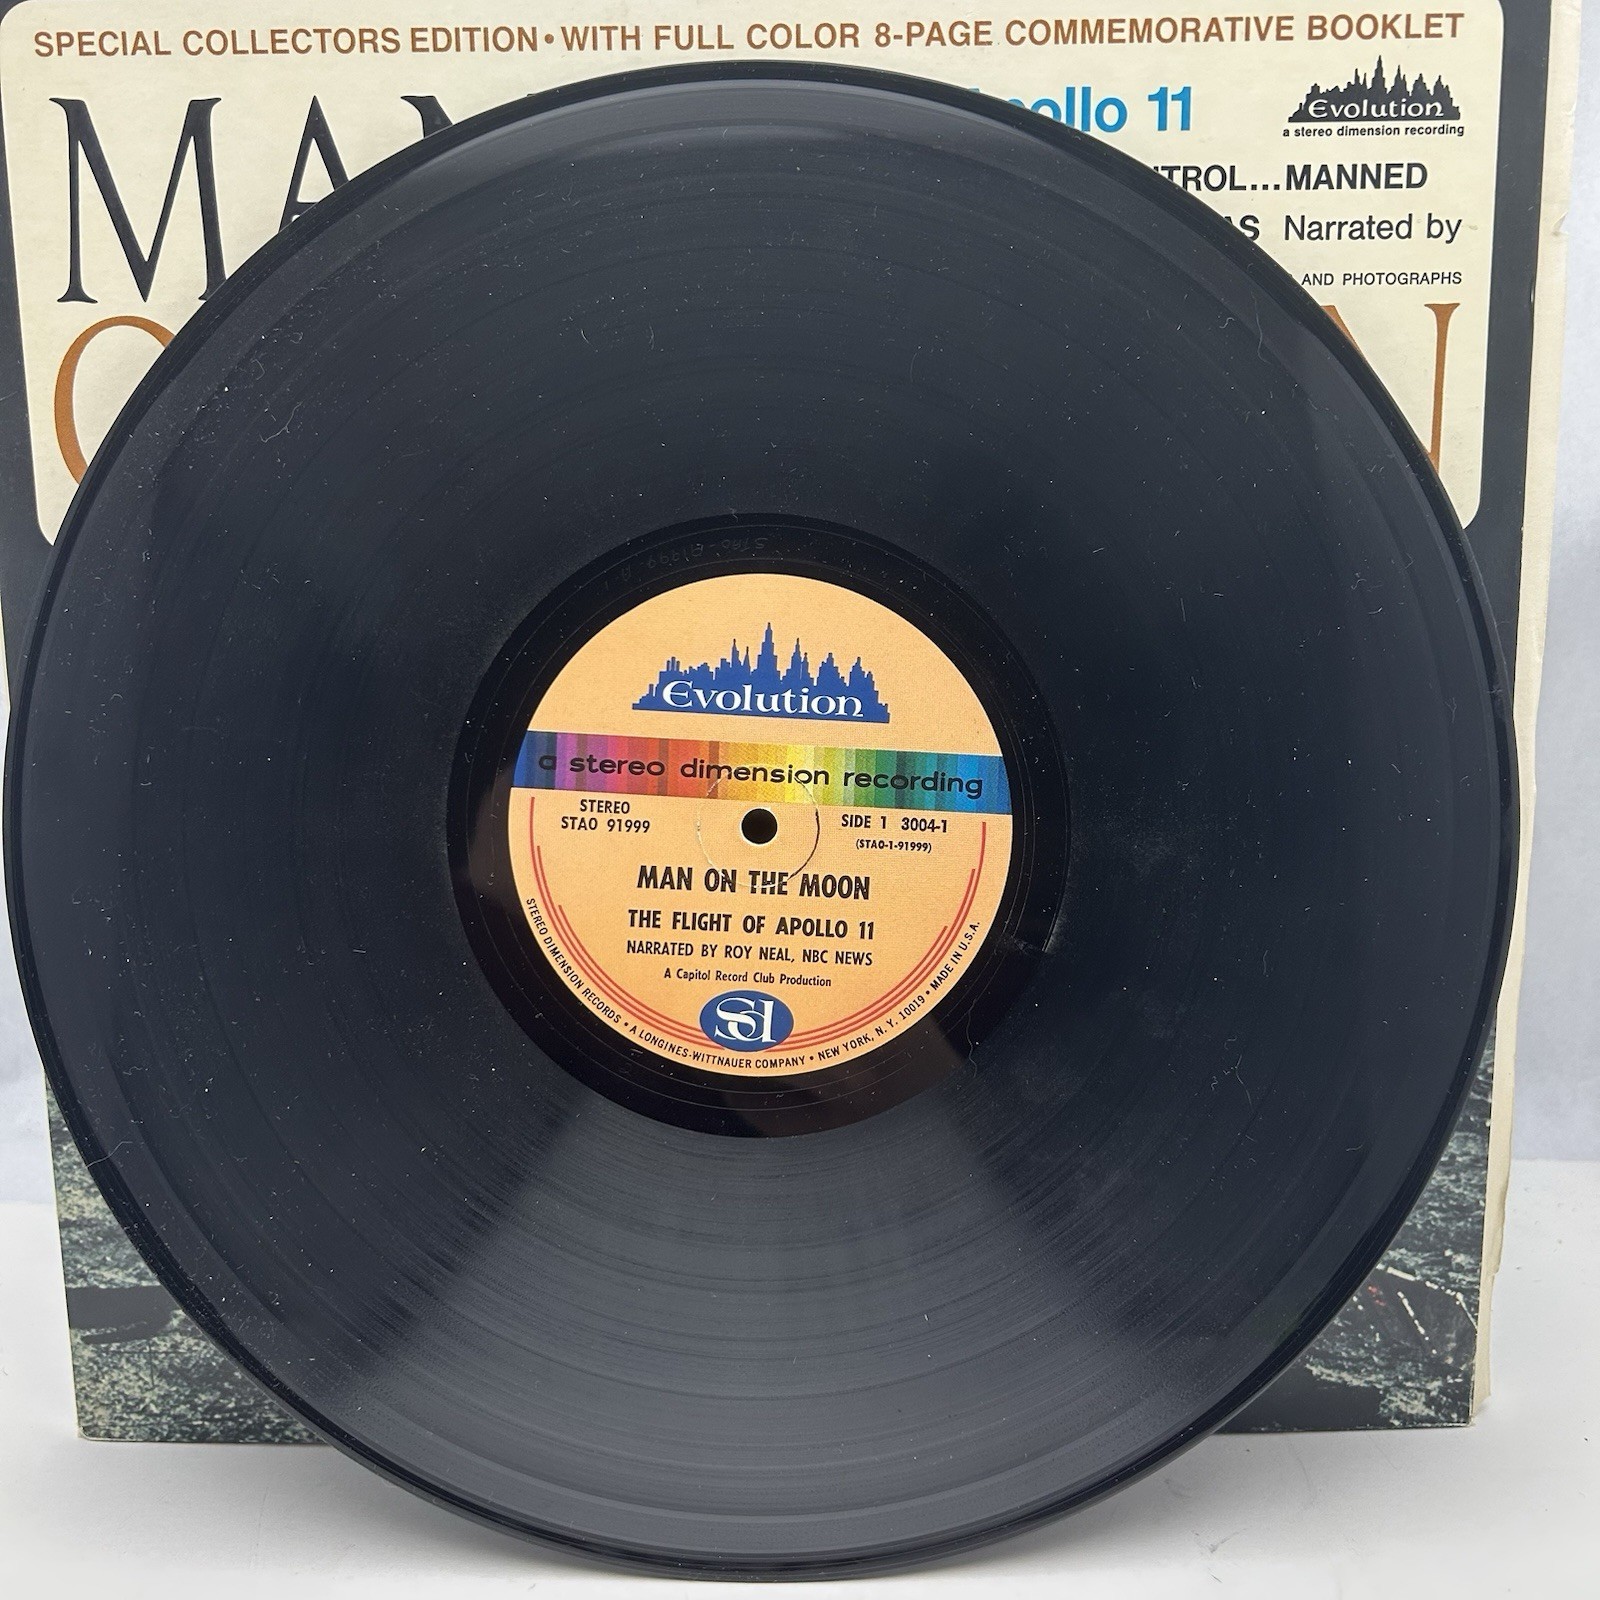 SPECIAL COLLECTORS EDITION • WITH FULL COLOR 8-PAGE COMMEMORATIVE BOOKLET
Apollo 11
Evolution
a stereo dimension recording
MANNED
Narrated by
AND PHOTOGRAPHS
STAO-91999
Evolution
a stereo dimension recording
STEREO
STAO 91999
SIDE 1 3004-1
(STAO-1-91999)
MAN ON THE MOON
THE FLIGHT OF APOLLO 11
NARRATED BY ROY NEAL, NBC NEWS
A Capitol Record Club Production
SD
STEREO DIMENSION RECORDS • A LONGINES-WITTNAUER COMPANY • NEW YORK, N. Y. 10019 • MADE IN U.S.A.